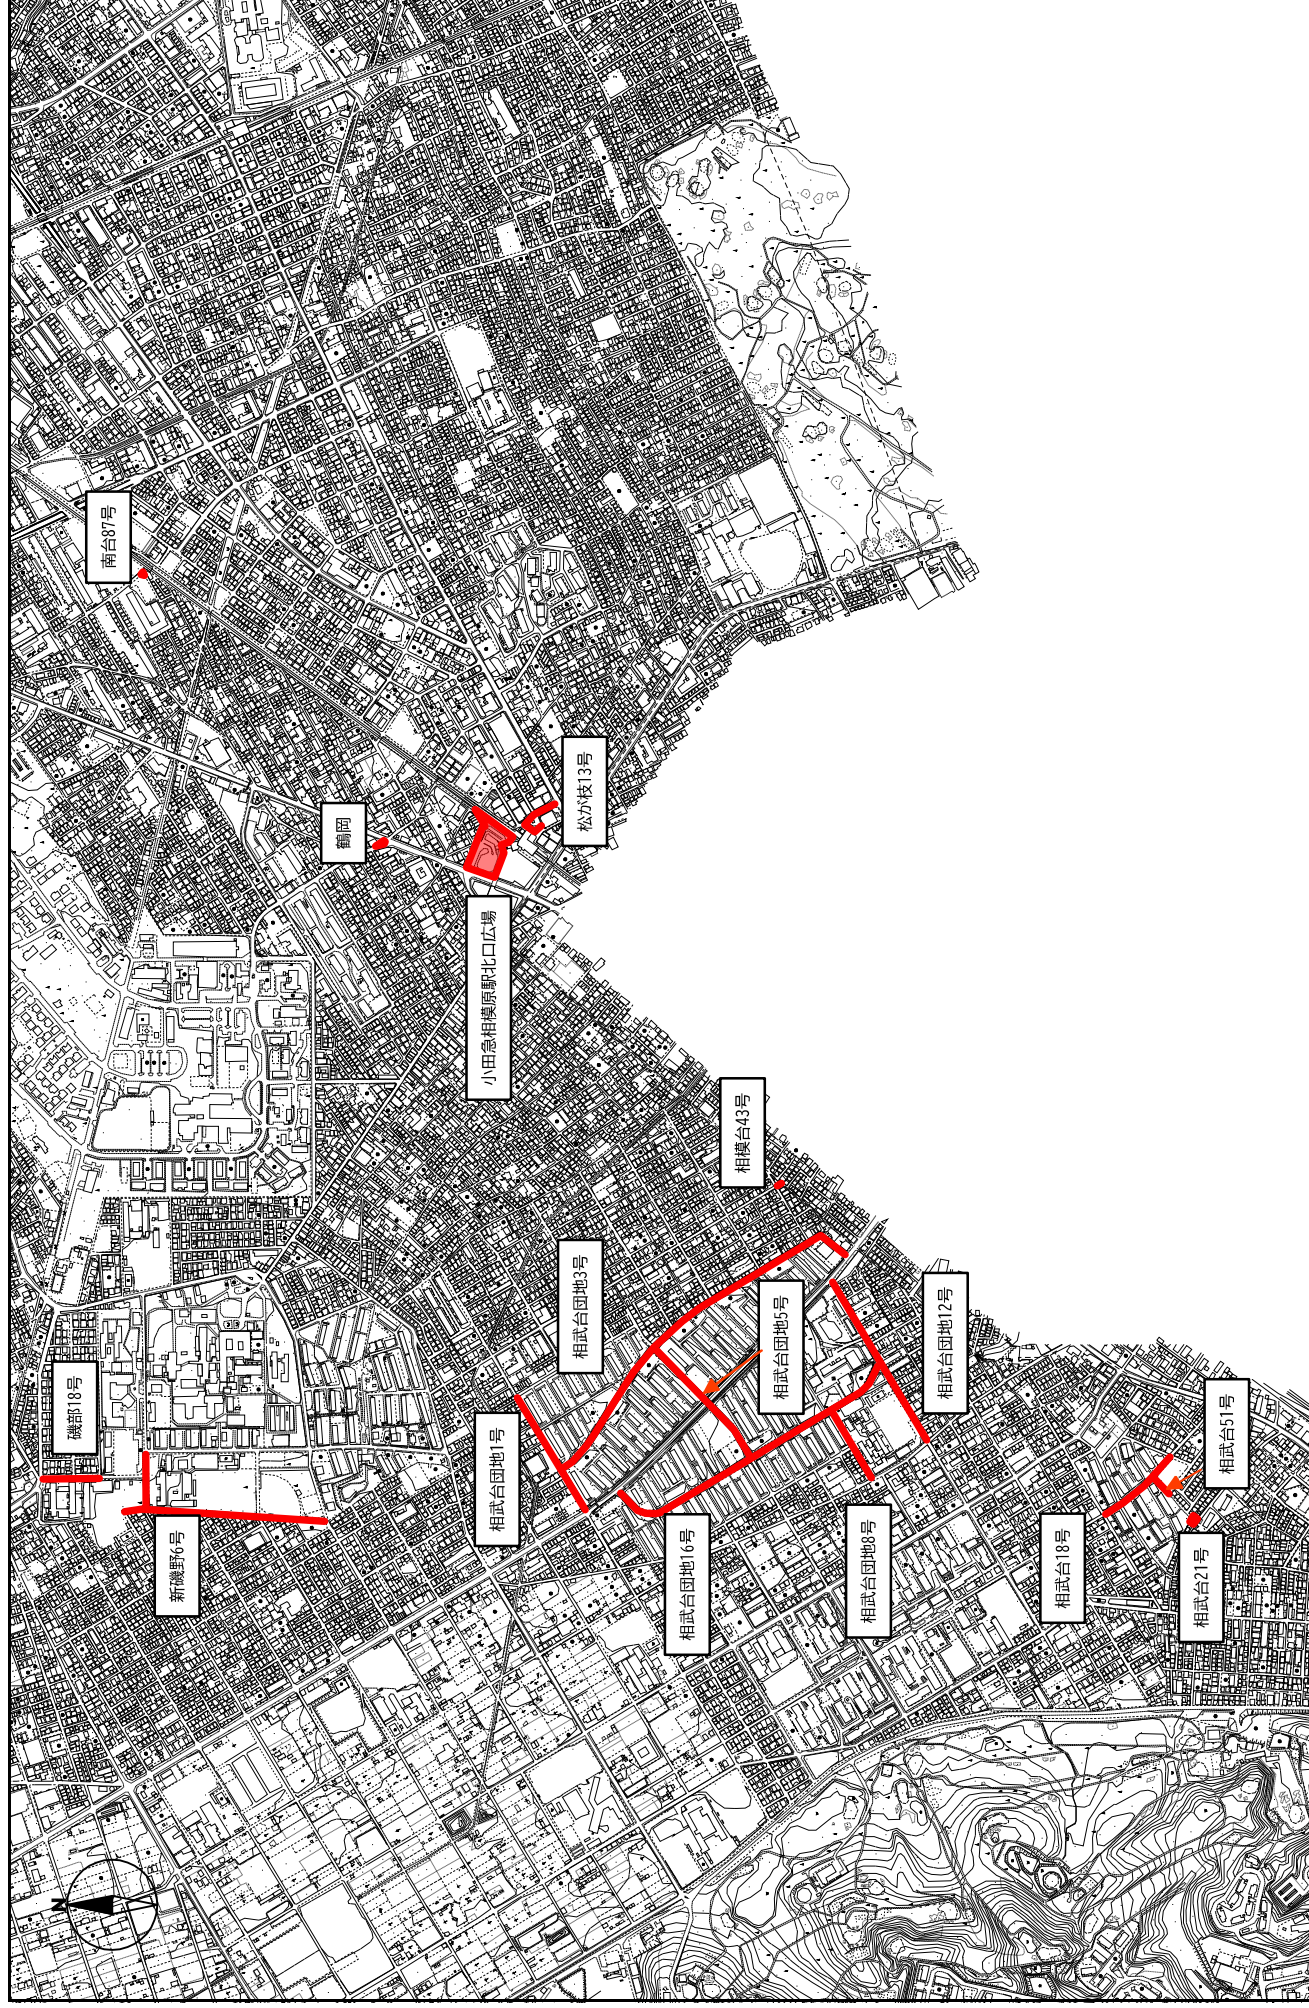 南台87号
鶴岡
松が枝13号
小田急相模原駅北口広場
相模台43号
相武台団地3号
相武台団地5号
相武台団地12号
磯部118号
相武台団地1号
新磯野6号
相武台団地16号
相武台団地8号
相武台51号
相武台18号
相武台21号
N